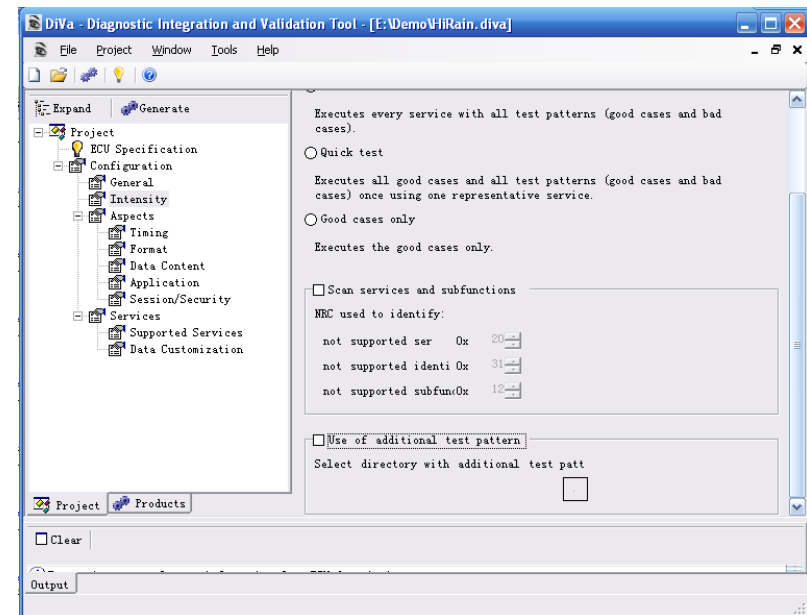 DiVa - Diagnostic Integration and Validation Tool - [E:\Demo\HiRain.diva]
File Project Window Tools Help
Expand Generate
Project
ECU Specification
Configuration
General
Intensity
Aspects
Timing
Format
Data Content
Application
Session/Security
Services
Supported Services
Data Customization
Project Products
Executes every service with all test patterns (good cases and bad
cases).
Quick test
Executes all good cases and all test patterns (good cases and bad
cases) once using one representative service.
Good cases only
Executes the good cases only.
Scan services and subfunctions
NRC used to identify:
not supported ser 0x 20
not supported identi 0x 31
not supported subfunc0x 12
Use of additional test pattern
Select directory with additional test patt
Clear
Output